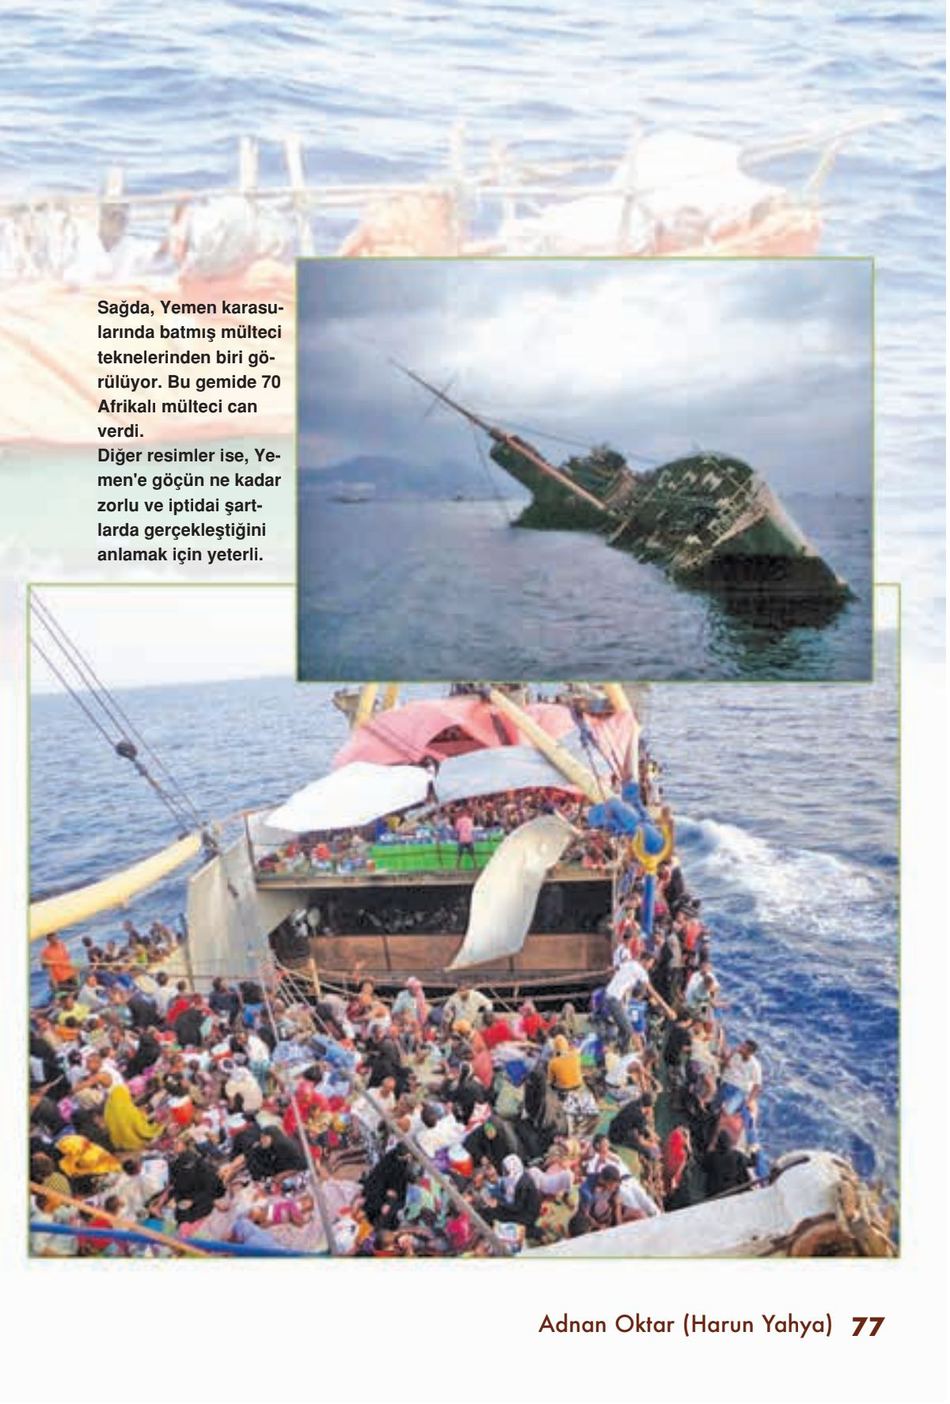 Sağda, Yemen karasu-
larında batmış mülteci
teknelerinden biri gö-
rülüyor. Bu gemide 70
Afrikalı mülteci can
verdi.
Diğer resimler ise, Ye-
men'e göçün ne kadar
zorlu ve iptidai şart-
larda gerçekleştiğini
anlamak için yeterli.
Adnan Oktar (Harun Yahya) 77